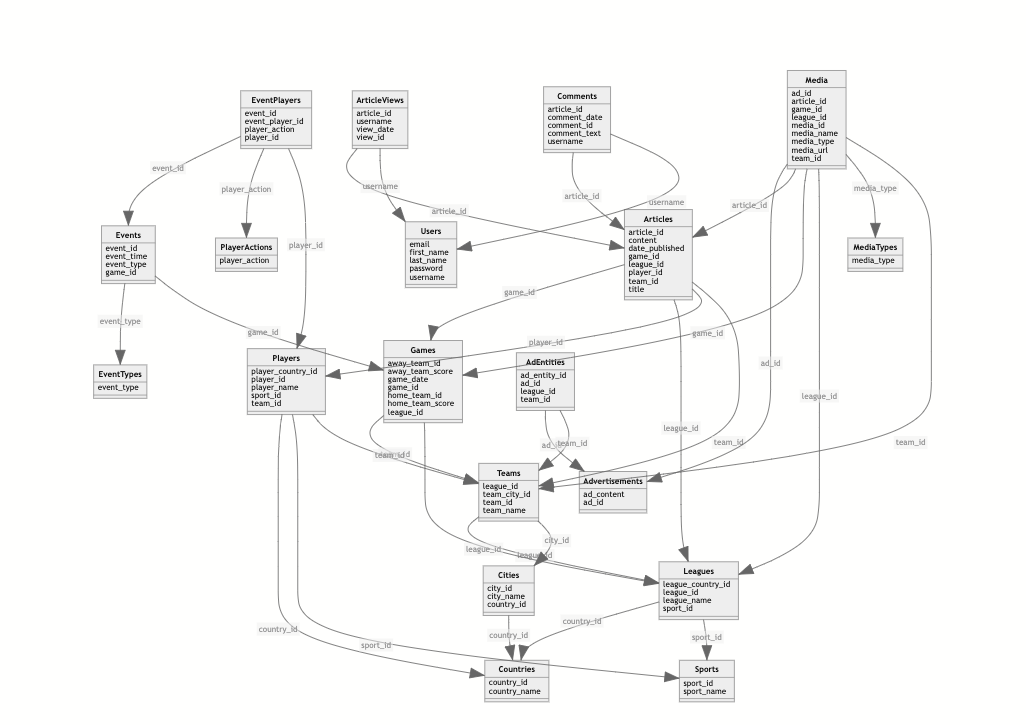 EventPlayers
event_id
event_player_id
player_action
player_id
ArticleViews
article_id
username
view_date
view_id
Comments
article_id
comment_date
comment_id
comment_text
username
Media
ad_id
article_id
game_id
league_id
media_id
media_name
media_type
media_url
team_id
event_id
player_action
player_id
username
article_id
article_id
username
article_id
media_type
Events
event_id
event_time
event_type
game_id
PlayerActions
player_action
Users
email
first_name
last_name
password
username
Articles
article_id
content
date_published
game_id
league_id
player_id
team_id
title
MediaTypes
media_type
event_type
game_id
game_id
player_id
game_id
ad_id
league_id
EventTypes
event_type
Players
player_country_id
player_id
player_name
sport_id
team_id
Games
away_team_id
away_team_score
game_date
game_id
home_team_id
home_team_score
league_id
AdEntities
ad_entity_id
ad_id
league_id
team_id
team_id
ad_id
team_id
league_id
team_id
team_id
Teams
league_id
team_city_id
team_id
team_name
Advertisements
ad_content
ad_id
league_id
league_id
city_id
Cities
city_id
city_name
country_id
Leagues
league_country_id
league_id
league_name
sport_id
country_id
sport_id
country_id
country_id
sport_id
Countries
country_id
country_name
Sports
sport_id
sport_name